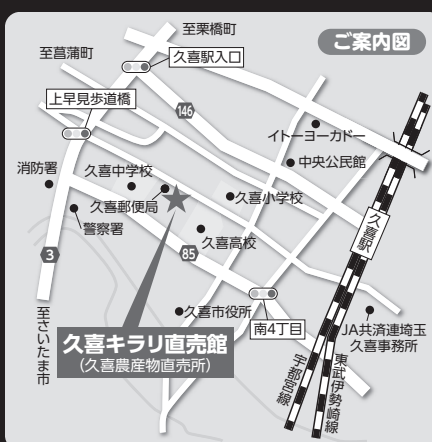 ご案内図
至栗橋町
至菖蒲町
久喜駅入口
上早見歩道橋
146
イトーヨーカドー
中央公民館
消防署
久喜中学校
久喜郵便局
久喜小学校
警察署
久喜高校
久喜駅
3
85
至さいたま市
久喜市役所
南4丁目
久喜キラリ直売館
(久喜農産物直売所)
JA共済連埼玉
久喜事務所
宇都宮線
東武伊勢崎線